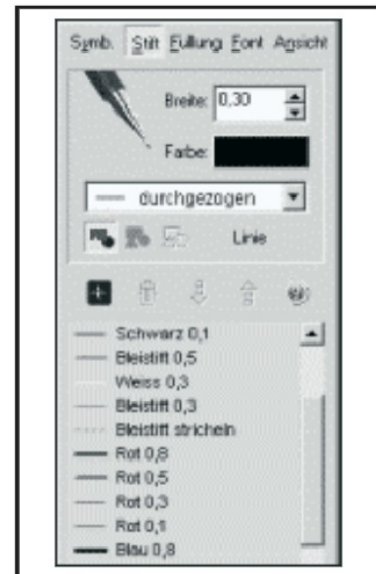 Symb. Stift Füllung Font Ansicht
Breite: 0,30
Farbe:
durchgezogen
Linie
Schwarz 0,1
Bleistift 0,5
Weiss 0,3
Bleistift 0,3
Bleistift stricheln
Rot 0,8
Rot 0,5
Rot 0,3
Rot 0,1
Blau 0,8